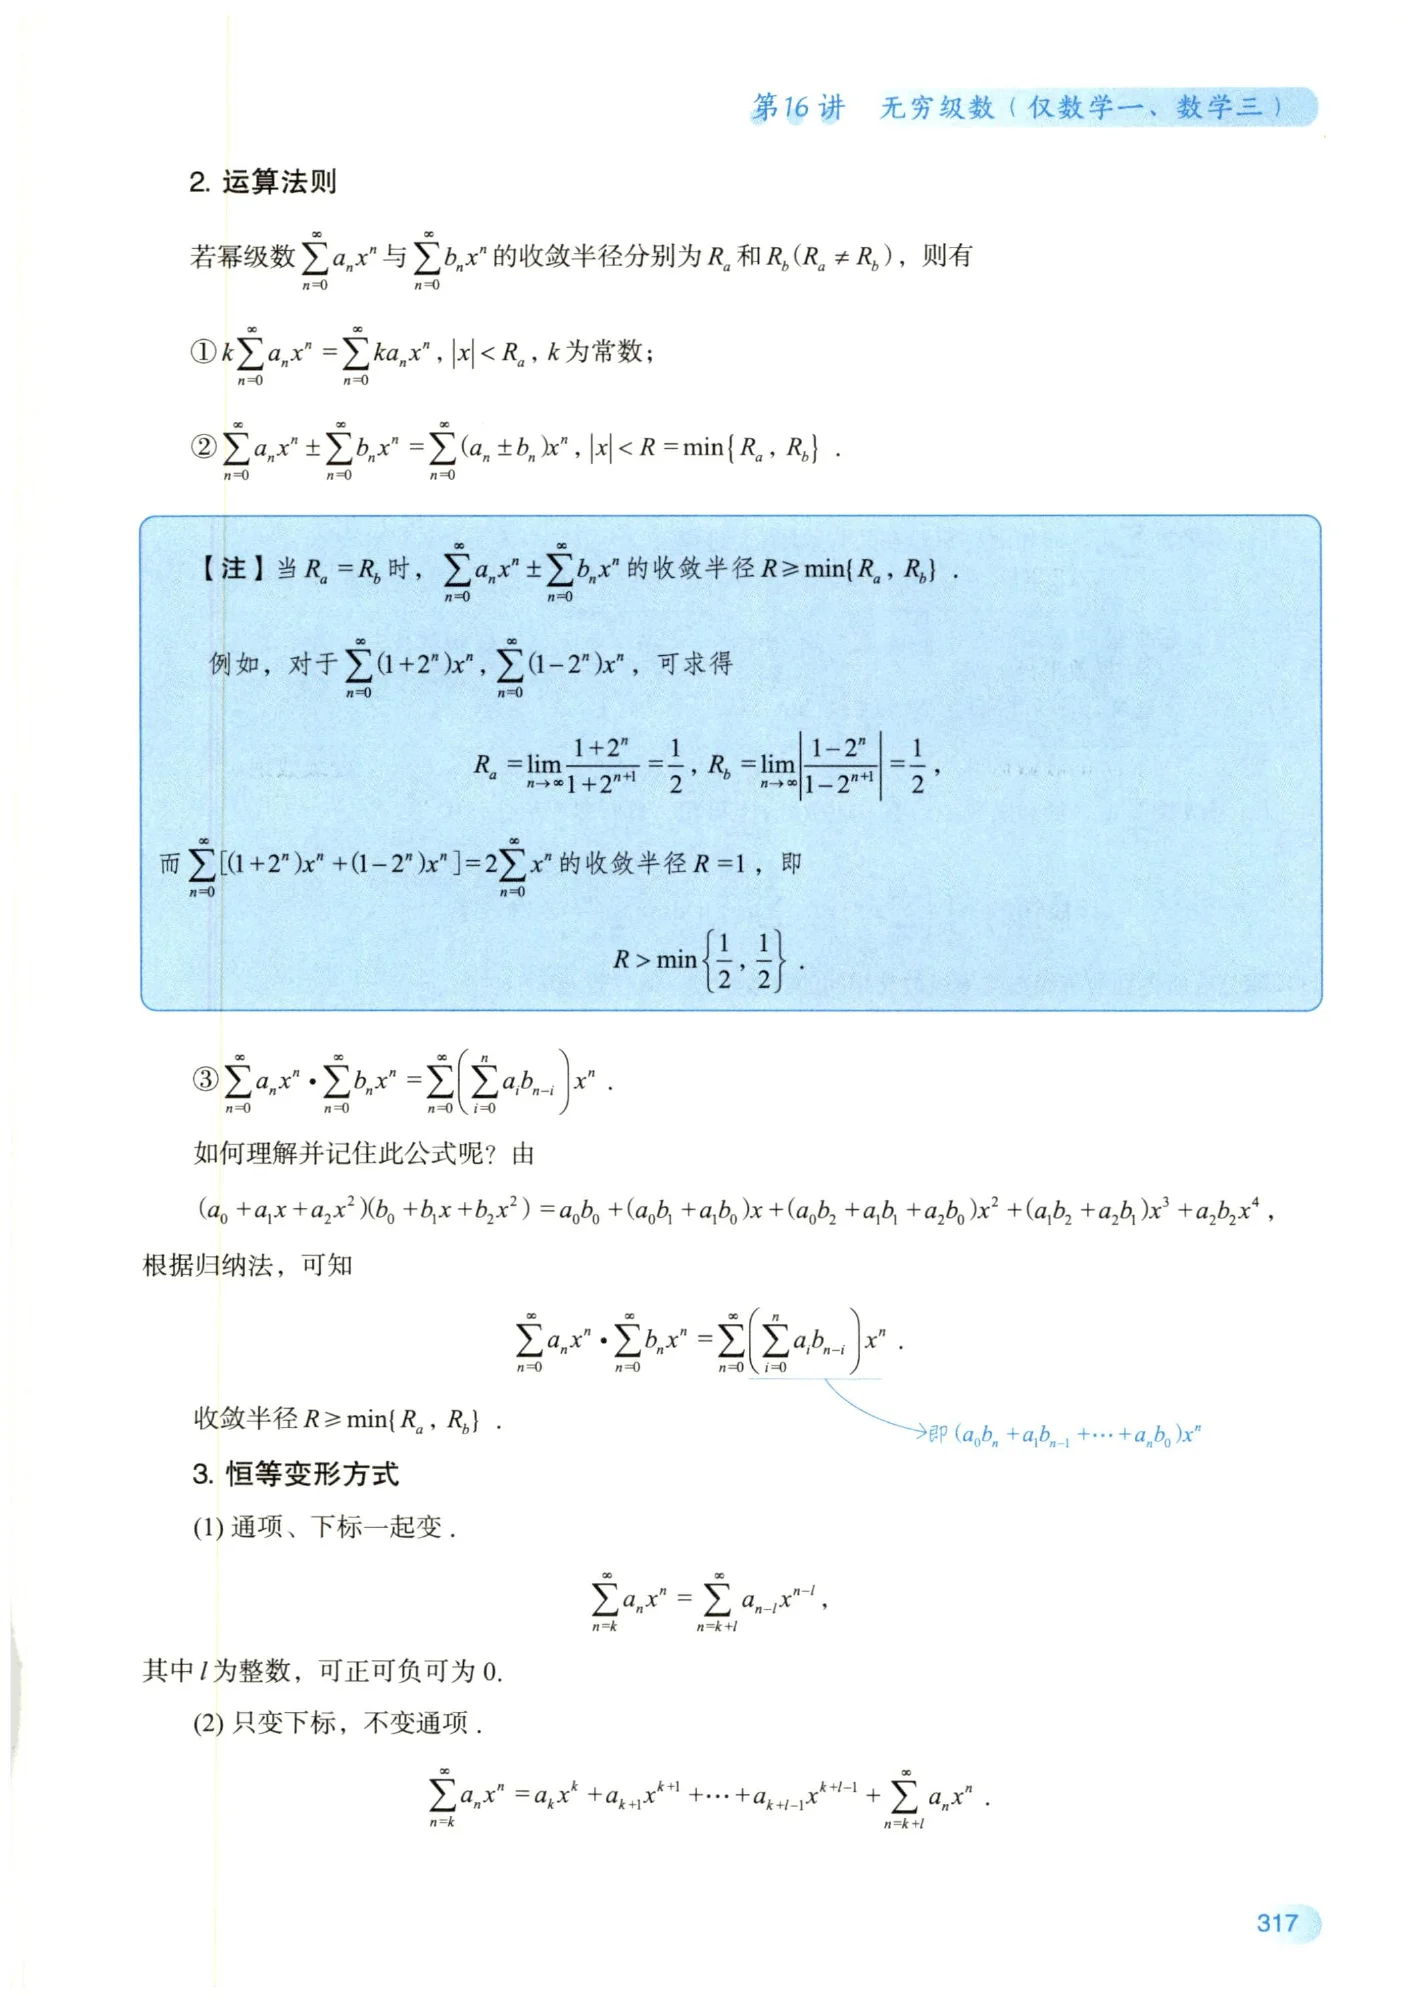 第16讲 无穷级数（仅数学一、数学三）
2. 运算法则
若幂级数 $\sum_{n=0}^{\infty} a_n x^n$ 与 $\sum_{n=0}^{\infty} b_n x^n$ 的收敛半径分别为 $R_a$ 和 $R_b (R_a \neq R_b)$，则有
① $k\sum_{n=0}^{\infty} a_n x^n = \sum_{n=0}^{\infty} k a_n x^n, |x| < R_a$，$k$ 为常数；
② $\sum_{n=0}^{\infty} a_n x^n \pm \sum_{n=0}^{\infty} b_n x^n = \sum_{n=0}^{\infty} (a_n \pm b_n) x^n, |x| < R = \min\{R_a, R_b\}$.
【注】当 $R_a = R_b$ 时，$\sum_{n=0}^{\infty} a_n x^n \pm \sum_{n=0}^{\infty} b_n x^n$ 的收敛半径 $R \geqslant \min\{R_a, R_b\}$.
例如，对于 $\sum_{n=0}^{\infty} (1+2^n) x^n, \sum_{n=0}^{\infty} (1-2^n) x^n$，可求得
$R_a = \lim_{n \to \infty} \frac{1+2^n}{1+2^{n+1}} = \frac{1}{2}, R_b = \lim_{n \to \infty} \left| \frac{1-2^n}{1-2^{n+1}} \right| = \frac{1}{2},$
而 $\sum_{n=0}^{\infty} [(1+2^n) x^n + (1-2^n) x^n] = 2\sum_{n=0}^{\infty} x^n$ 的收敛半径 $R = 1$，即
$R > \min\left\{ \frac{1}{2}, \frac{1}{2} \right\}.$
③ $\sum_{n=0}^{\infty} a_n x^n \cdot \sum_{n=0}^{\infty} b_n x^n = \sum_{n=0}^{\infty} \left( \sum_{i=0}^{n} a_i b_{n-i} \right) x^n$.
如何理解并记住此公式呢？由
$(a_0 + a_1 x + a_2 x^2)(b_0 + b_1 x + b_2 x^2) = a_0 b_0 + (a_0 b_1 + a_1 b_0) x + (a_0 b_2 + a_1 b_1 + a_2 b_0) x^2 + (a_1 b_2 + a_2 b_1) x^3 + a_2 b_2 x^4,$
根据归纳法，可知
$\sum_{n=0}^{\infty} a_n x^n \cdot \sum_{n=0}^{\infty} b_n x^n = \sum_{n=0}^{\infty} \left( \sum_{i=0}^{n} a_i b_{n-i} \right) x^n.$
收敛半径 $R \geqslant \min\{R_a, R_b\}$.
即 $(a_0 b_n + a_1 b_{n-1} + \cdots + a_n b_0) x^n$
3. 恒等变形方式
(1) 通项、下标一起变.
$\sum_{n=k}^{\infty} a_n x^n = \sum_{n=k+l}^{\infty} a_{n-l} x^{n-l},$
其中 $l$ 为整数，可正可负可为 0.
(2) 只变下标，不变通项.
$\sum_{n=k}^{\infty} a_n x^n = a_k x^k + a_{k+1} x^{k+1} + \cdots + a_{k+l-1} x^{k+l-1} + \sum_{n=k+l}^{\infty} a_n x^n.$
317